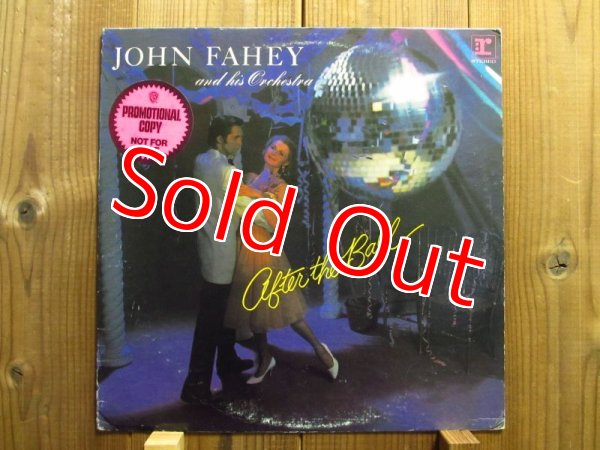 JOHN FAHEY
and his Orchestra
r
STEREO
PROMOTIONAL
COPY
NOT FOR
Sold Out
After the Ball